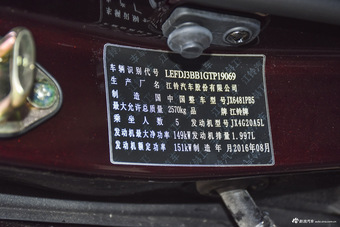 车辆识别代号 LEFDJ3BB1GTP19069
生产厂名 江铃汽车股份有限公司
制造国 中国 整车型号 JX6481PB5
最大允许总质量 2570kg 品牌 江铃牌
乘坐人数 5 发动机型号 JX4G20A5L
发动机最大净功率 149kW 发动机排量 1.997L
发动机额定功率 151kW 制造年月 2016年08月